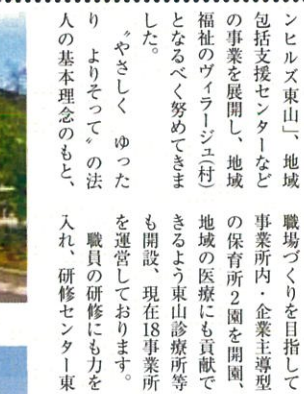 ンヒルズ東山」、地域
包括支援センターなど
の事業を展開し、地域
福祉のヴィラージュ(村)
となるべく努めてきま
した。
〝やさしく ゆった
り よりそって〟の法
人の基本理念のもと、
職場づくりを目指して
事業所内・企業主導型
の保育所2園を開園、
地域の医療にも貢献で
きるよう東山診療所等
も開設、現在18事業所
を運営しております。
職員の研修にも力を
入れ、研修センター東